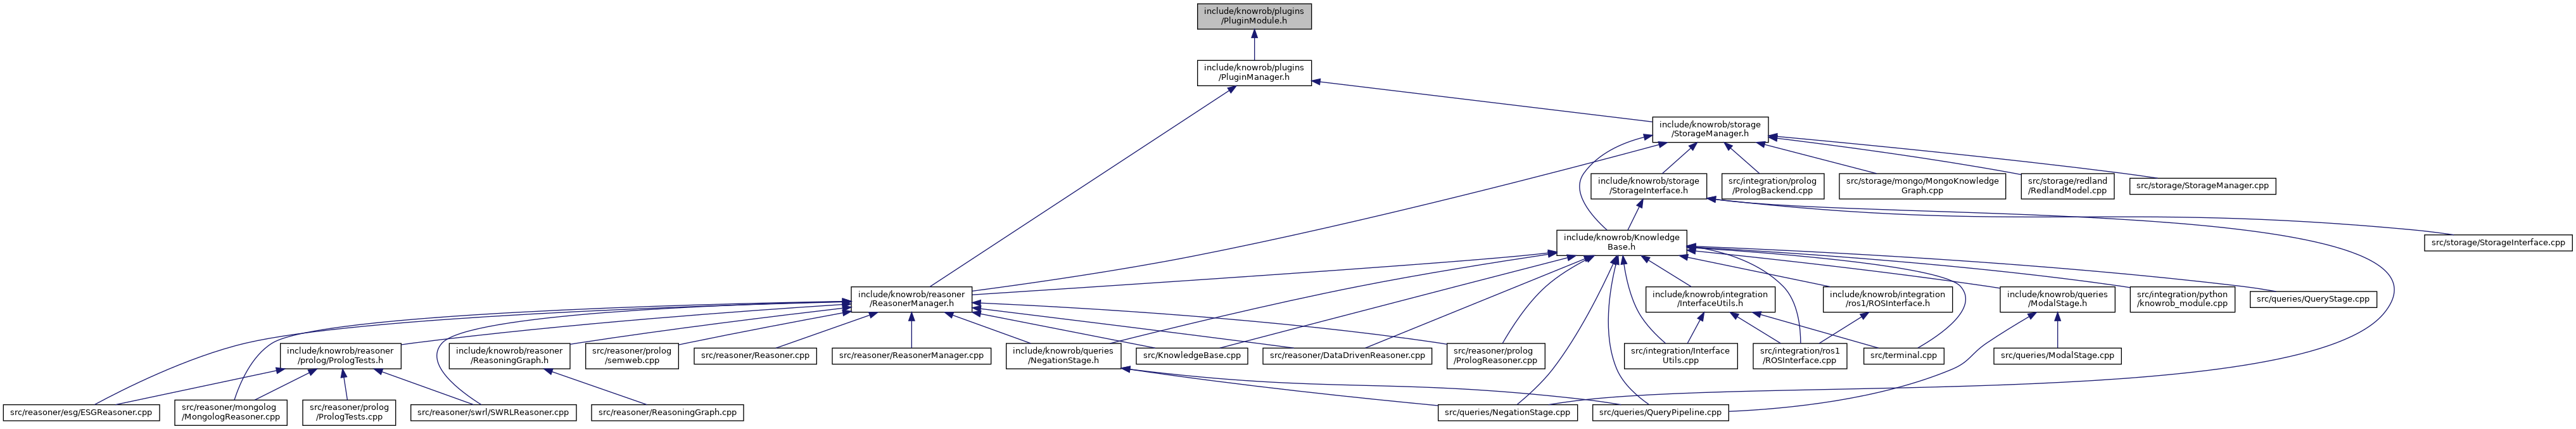 include/knowrob/plugins
/PluginModule.h
include/knowrob/plugins
/PluginManager.h
include/knowrob/storage
/StorageManager.h
include/knowrob/storage
/StorageInterface.h
src/integration/prolog
/PrologBackend.cpp
src/storage/mongo/MongoKnowledge
Graph.cpp
src/storage/redland
/RedlandModel.cpp
src/storage/StorageManager.cpp
include/knowrob/Knowledge
Base.h
src/storage/StorageInterface.cpp
include/knowrob/reasoner
/ReasonerManager.h
include/knowrob/integration
/InterfaceUtils.h
include/knowrob/integration
/ros1/ROSInterface.h
include/knowrob/queries
/ModalStage.h
src/integration/python
/knowrob_module.cpp
src/queries/QueryStage.cpp
include/knowrob/reasoner
/prolog/PrologTests.h
include/knowrob/reasoner
/ReasoningGraph.h
src/reasoner/prolog
/semweb.cpp
src/reasoner/Reasoner.cpp
src/reasoner/ReasonerManager.cpp
include/knowrob/queries
/NegationStage.h
src/KnowledgeBase.cpp
src/reasoner/DataDrivenReasoner.cpp
src/reasoner/prolog
/PrologReasoner.cpp
src/integration/Interface
Utils.cpp
src/integration/ros1
/ROSInterface.cpp
src/terminal.cpp
src/queries/ModalStage.cpp
src/reasoner/esg/ESGReasoner.cpp
src/reasoner/mongolog
/MongologReasoner.cpp
src/reasoner/prolog
/PrologTests.cpp
src/reasoner/swrl/SWRLReasoner.cpp
src/reasoner/ReasoningGraph.cpp
src/queries/NegationStage.cpp
src/queries/QueryPipeline.cpp